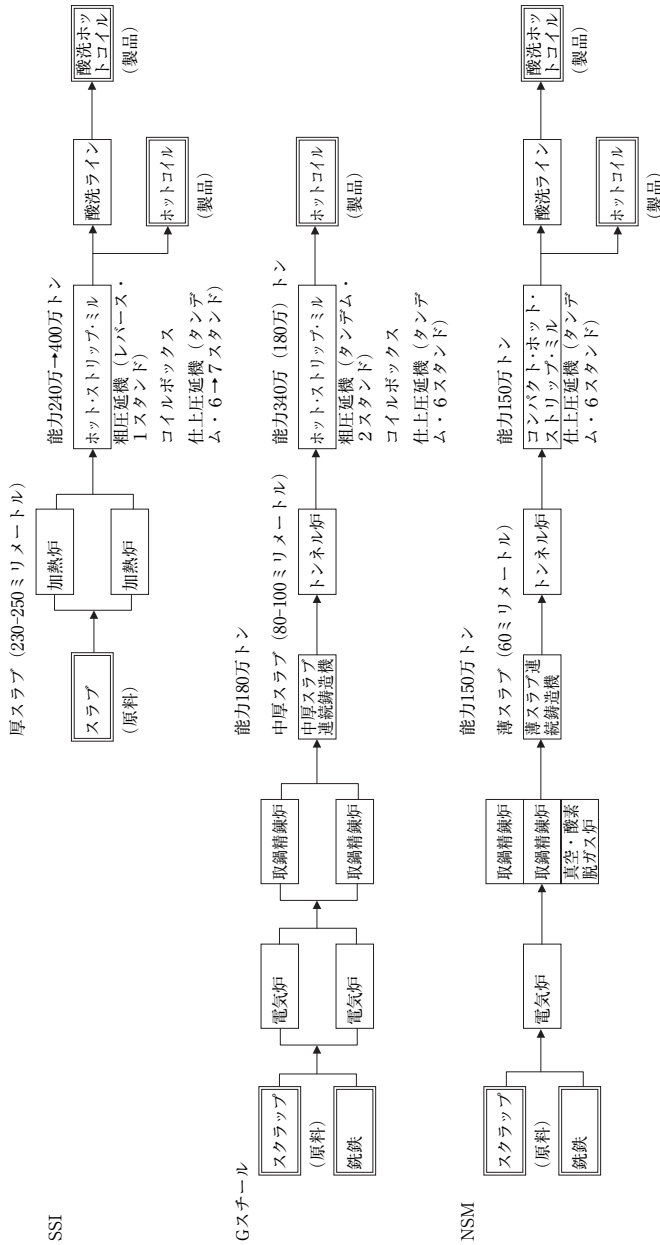 SSI
厚スラブ (230-250ミリメートル)
スラブ
(原料)
加熱炉
加熱炉
能力240万→400万トン
ホット・ストリップ・ミル
粗圧延機 (レバース・
1スタンド)
コイルボックス
仕上圧延機 (タンデ
ム・6→7スタンド)
酸洗ライン
ホットコイル
(製品)
酸洗ホッ
トコイル
(製品)
Gスチール
スクラップ
(原料)
銑鉄
電気炉
電気炉
取鍋精錬炉
取鍋精錬炉
能力180万トン
中厚スラブ (80-100ミリメートル)
中厚スラブ
連続鋳造機
トンネル炉
能力340万 (180万) トン
ホット・ストリップ・ミル
粗圧延機 (タンデム・
2スタンド)
コイルボックス
仕上圧延機 (タンデ
ム・6スタンド)
ホットコイル
(製品)
NSM
スクラップ
(原料)
銑鉄
電気炉
取鍋精錬炉
取鍋精錬炉
真空・酸素
脱ガス炉
能力150万トン
薄スラブ (60ミリメートル)
薄スラブ連
続鋳造機
トンネル炉
能力150万トン
コンパクト・ホット・
ストリップ・ミル
仕上圧延機 (タンデ
ム・6スタンド)
酸洗ライン
ホットコイル
(製品)
酸洗ホッ
トコイル
(製品)